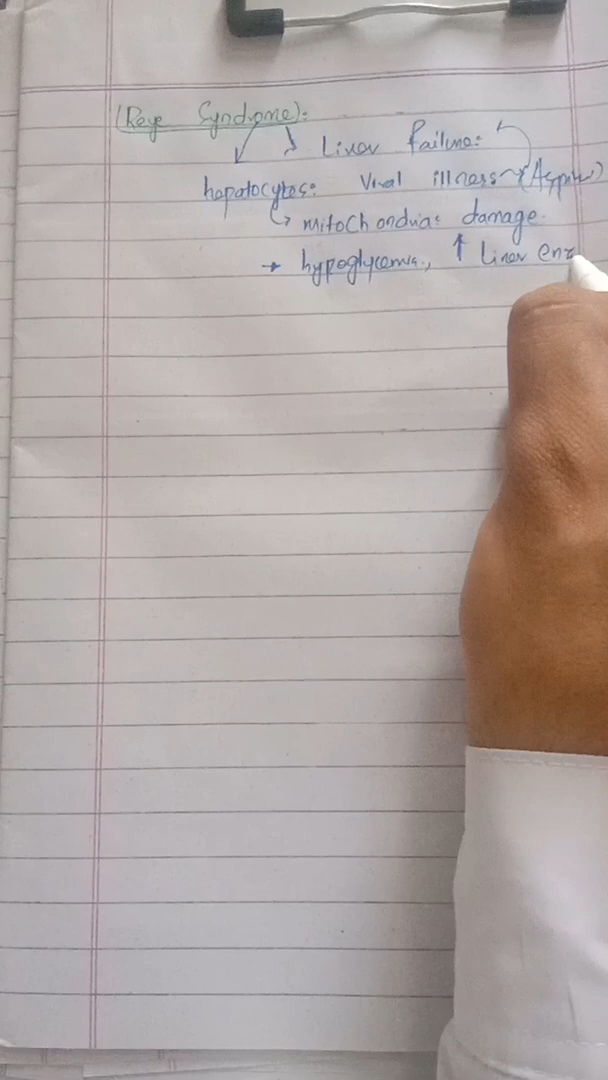 (Reye Syndrome):
Liver failure:
hepatocytes: Viral illness (Aspirin)
mitochondria: damage.
→ hypoglycemia, ↑ Liver enz